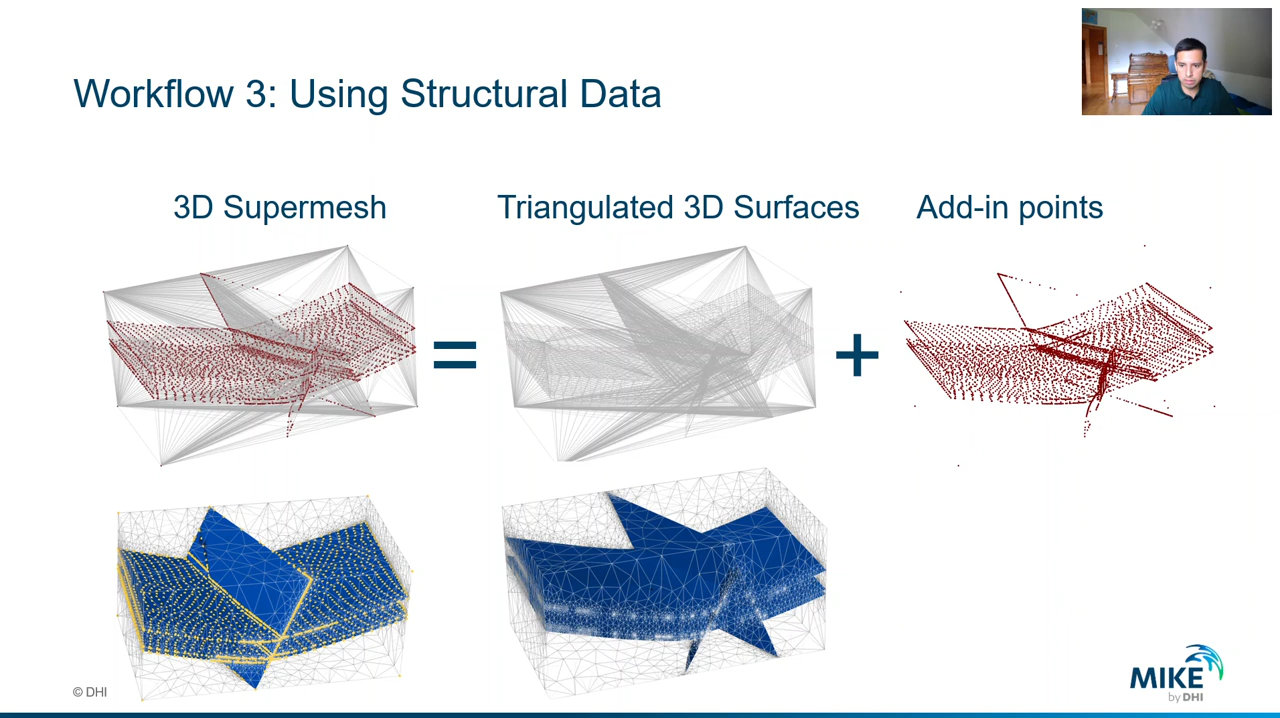 Workflow 3: Using Structural Data
3D Supermesh
Triangulated 3D Surfaces
Add-in points
=
+
© DHI
MIKE
by DHI